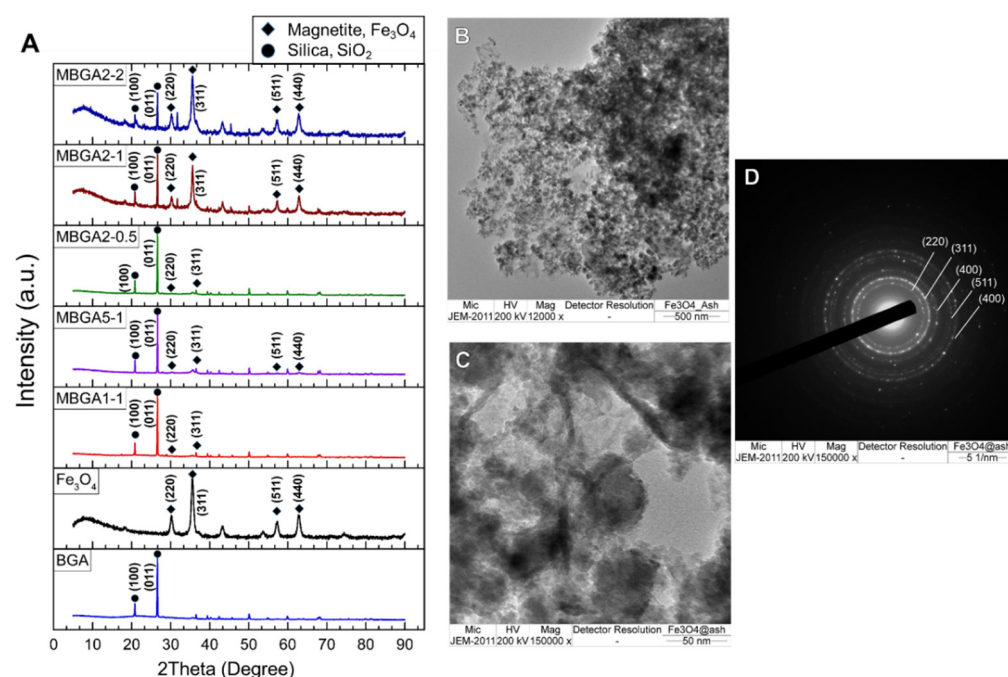 A
◆ Magnetite, Fe₃O₄
● Silica, SiO₂
MBGA2-2
(100)
(011)
(220)
(311)
(511)
(440)
MBGA2-1
(100)
(011)
(220)
(311)
(511)
(440)
MBGA2-0.5
(100)
(011)
(220)
(311)
MBGA5-1
(100)
(011)
(220)
(311)
(511)
(440)
MBGA1-1
(100)
(011)
(220)
(311)
Fe₃O₄
(220)
(311)
(511)
(440)
BGA
(100)
(011)
Intensity (a.u.)
0 10 20 30 40 50 60 70 80 90
2Theta (Degree)
B
Mic HV Mag Detector Resolution Fe3O4_Ash
JEM-2011 200 kV 12000 x - 500 nm
C
Mic HV Mag Detector Resolution Fe3O4@ash
JEM-2011 200 kV 150000 x - 50 nm
D
(220)
(311)
(400)
(511)
(400)
Mic HV Mag Detector Resolution Fe3O4@ash
JEM-2011 200 kV 150000 x - 5 1/nm